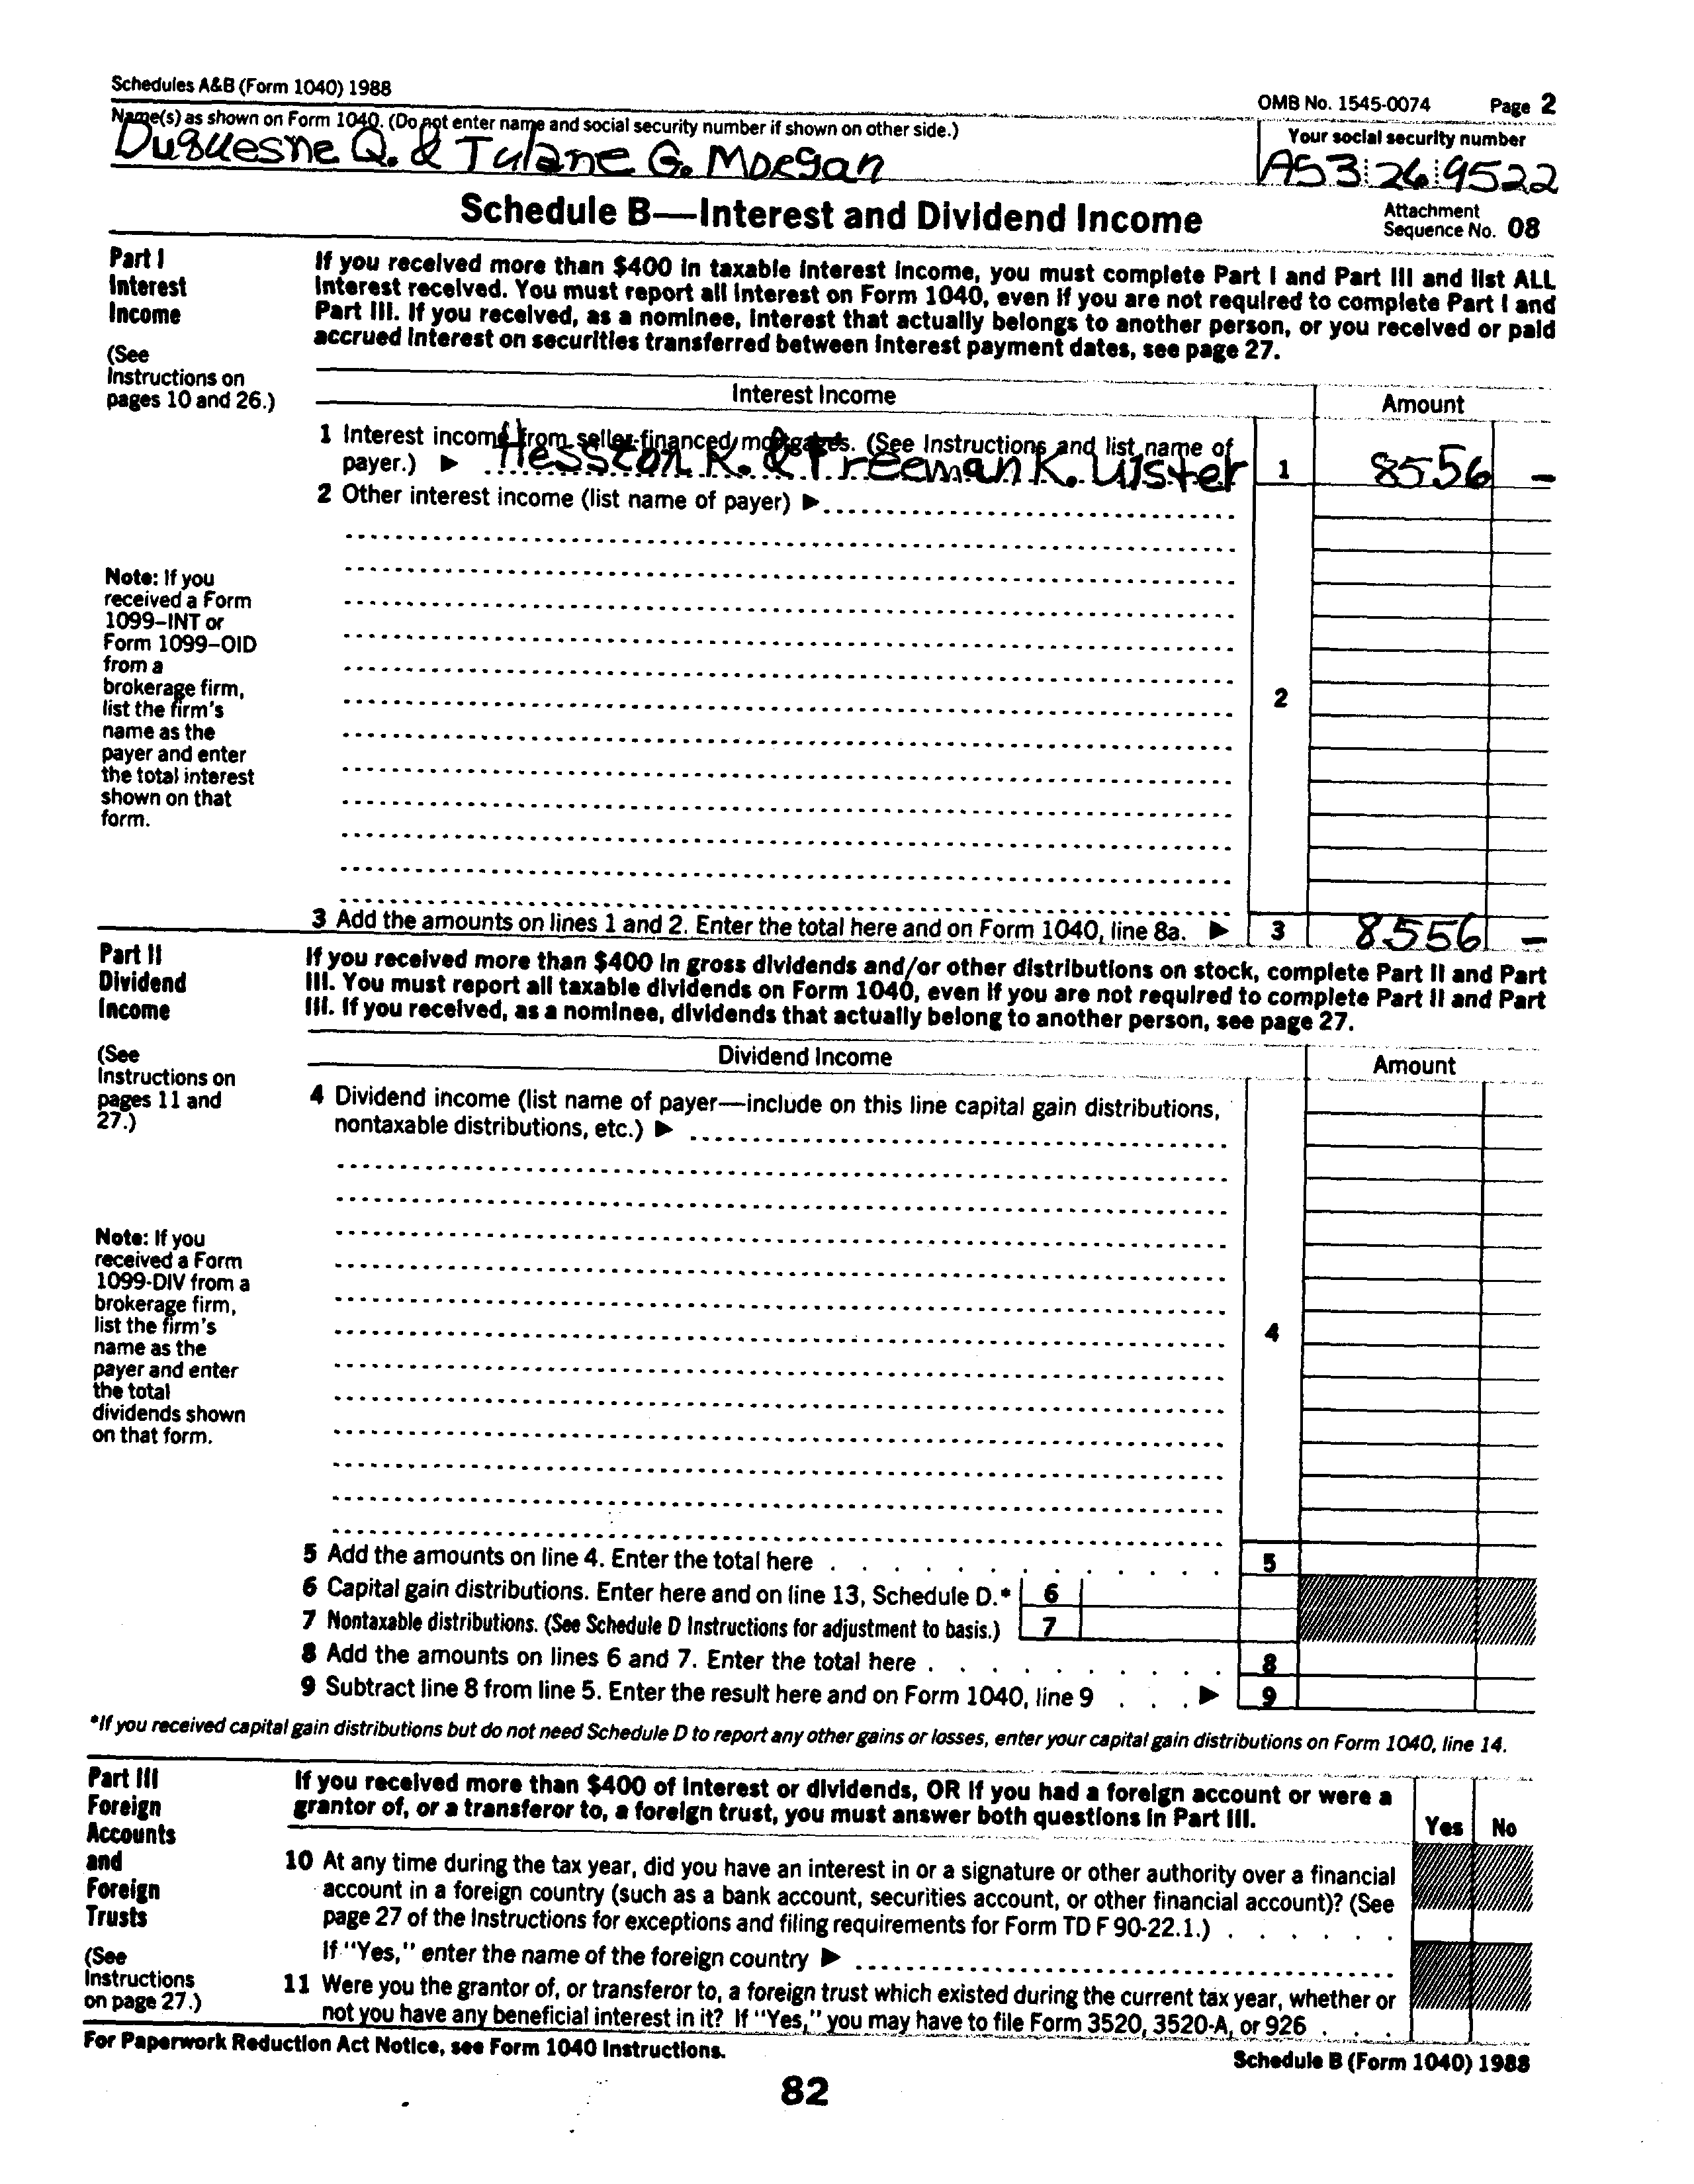 Schedules A&B (Form 1040) 1988
OMB No. 1545-0074 Page 2
Name(s) as shown on Form 1040. (Do not enter name and social security number if shown on other side.)
Your social security number
Duquesne Q. & Tulane G. Morgan
A53 26 9522
Schedule B—Interest and Dividend Income
Attachment
Sequence No. 08
Part I
Interest
Income
(See
Instructions on
pages 10 and 26.)
If you received more than $400 in taxable interest income, you must complete Part I and Part III and list ALL
interest received. You must report all interest on Form 1040, even if you are not required to complete Part I and
Part III. If you received, as a nominee, interest that actually belongs to another person, or you received or paid
accrued interest on securities transferred between interest payment dates, see page 27.
Interest Income
Amount
1 Interest income from seller-financed mortgages. (See Instructions and list name of
payer.) ▶ Hesston R. & Freeman K. Ulster 1 8556 –
2 Other interest income (list name of payer) ▶
Note: If you
received a Form
1099–INT or
Form 1099–OID
from a
brokerage firm,
list the firm's
name as the
payer and enter
the total interest
shown on that
form.
2
3 Add the amounts on lines 1 and 2. Enter the total here and on Form 1040, line 8a. ▶ 3 8556 –
Part II
Dividend
Income
(See
Instructions on
pages 11 and
27.)
If you received more than $400 in gross dividends and/or other distributions on stock, complete Part II and Part
III. You must report all taxable dividends on Form 1040, even if you are not required to complete Part II and Part
III. If you received, as a nominee, dividends that actually belong to another person, see page 27.
Dividend Income
Amount
4 Dividend income (list name of payer—include on this line capital gain distributions,
nontaxable distributions, etc.) ▶
Note: If you
received a Form
1099-DIV from a
brokerage firm,
list the firm's
name as the
payer and enter
the total
dividends shown
on that form.
4
5 Add the amounts on line 4. Enter the total here . . . . . . . . . . . . 5
6 Capital gain distributions. Enter here and on line 13, Schedule D.* 6
7 Nontaxable distributions. (See Schedule D Instructions for adjustment to basis.) 7
8 Add the amounts on lines 6 and 7. Enter the total here . . . . . . . . . 8
9 Subtract line 8 from line 5. Enter the result here and on Form 1040, line 9 . . . ▶ 9
*If you received capital gain distributions but do not need Schedule D to report any other gains or losses, enter your capital gain distributions on Form 1040, line 14.
Part III
Foreign
Accounts
and
Foreign
Trusts
(See
Instructions
on page 27.)
If you received more than $400 of interest or dividends, OR if you had a foreign account or were a
grantor of, or a transferor to, a foreign trust, you must answer both questions in Part III.
Yes No
10 At any time during the tax year, did you have an interest in or a signature or other authority over a financial
account in a foreign country (such as a bank account, securities account, or other financial account)? (See
page 27 of the Instructions for exceptions and filing requirements for Form TD F 90-22.1.) . . . . . .
If "Yes," enter the name of the foreign country ▶
11 Were you the grantor of, or transferor to, a foreign trust which existed during the current tax year, whether or
not you have any beneficial interest in it? If "Yes," you may have to file Form 3520, 3520-A, or 926 . . .
For Paperwork Reduction Act Notice, see Form 1040 Instructions.
Schedule B (Form 1040) 1988
82